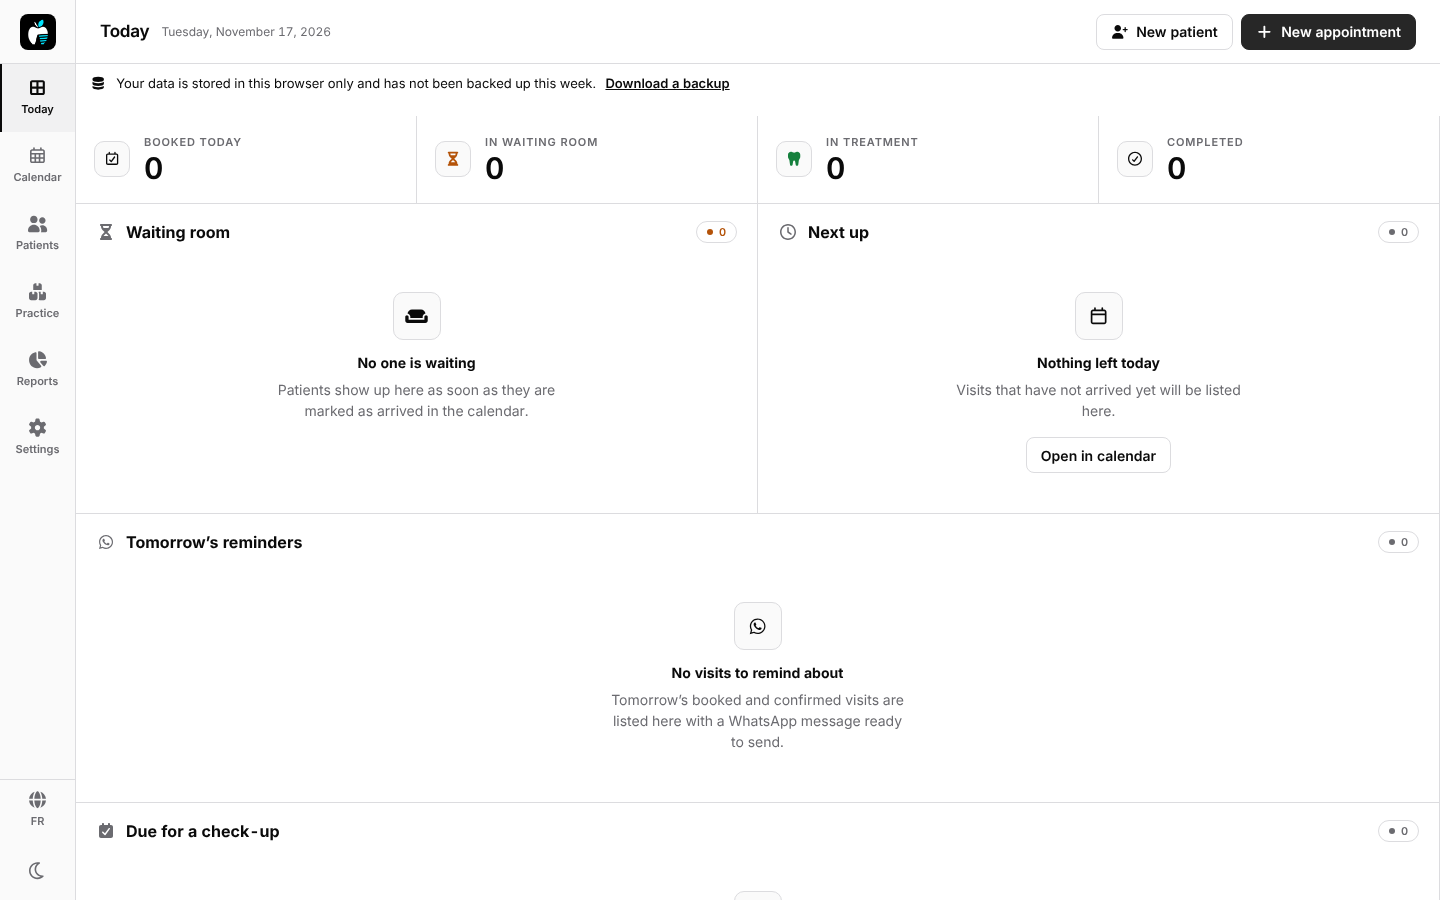 Today
Tuesday, November 17, 2026
New patient
New appointment
Today
Calendar
Patients
Practice
Reports
Settings
FR
Your data is stored in this browser only and has not been backed up this week. Download a backup
BOOKED TODAY
0
IN WAITING ROOM
0
IN TREATMENT
0
COMPLETED
0
Waiting room
0
No one is waiting
Patients show up here as soon as they are
marked as arrived in the calendar.
Next up
0
Nothing left today
Visits that have not arrived yet will be listed
here.
Open in calendar
Tomorrow’s reminders
0
No visits to remind about
Tomorrow’s booked and confirmed visits are
listed here with a WhatsApp message ready
to send.
Due for a check-up
0